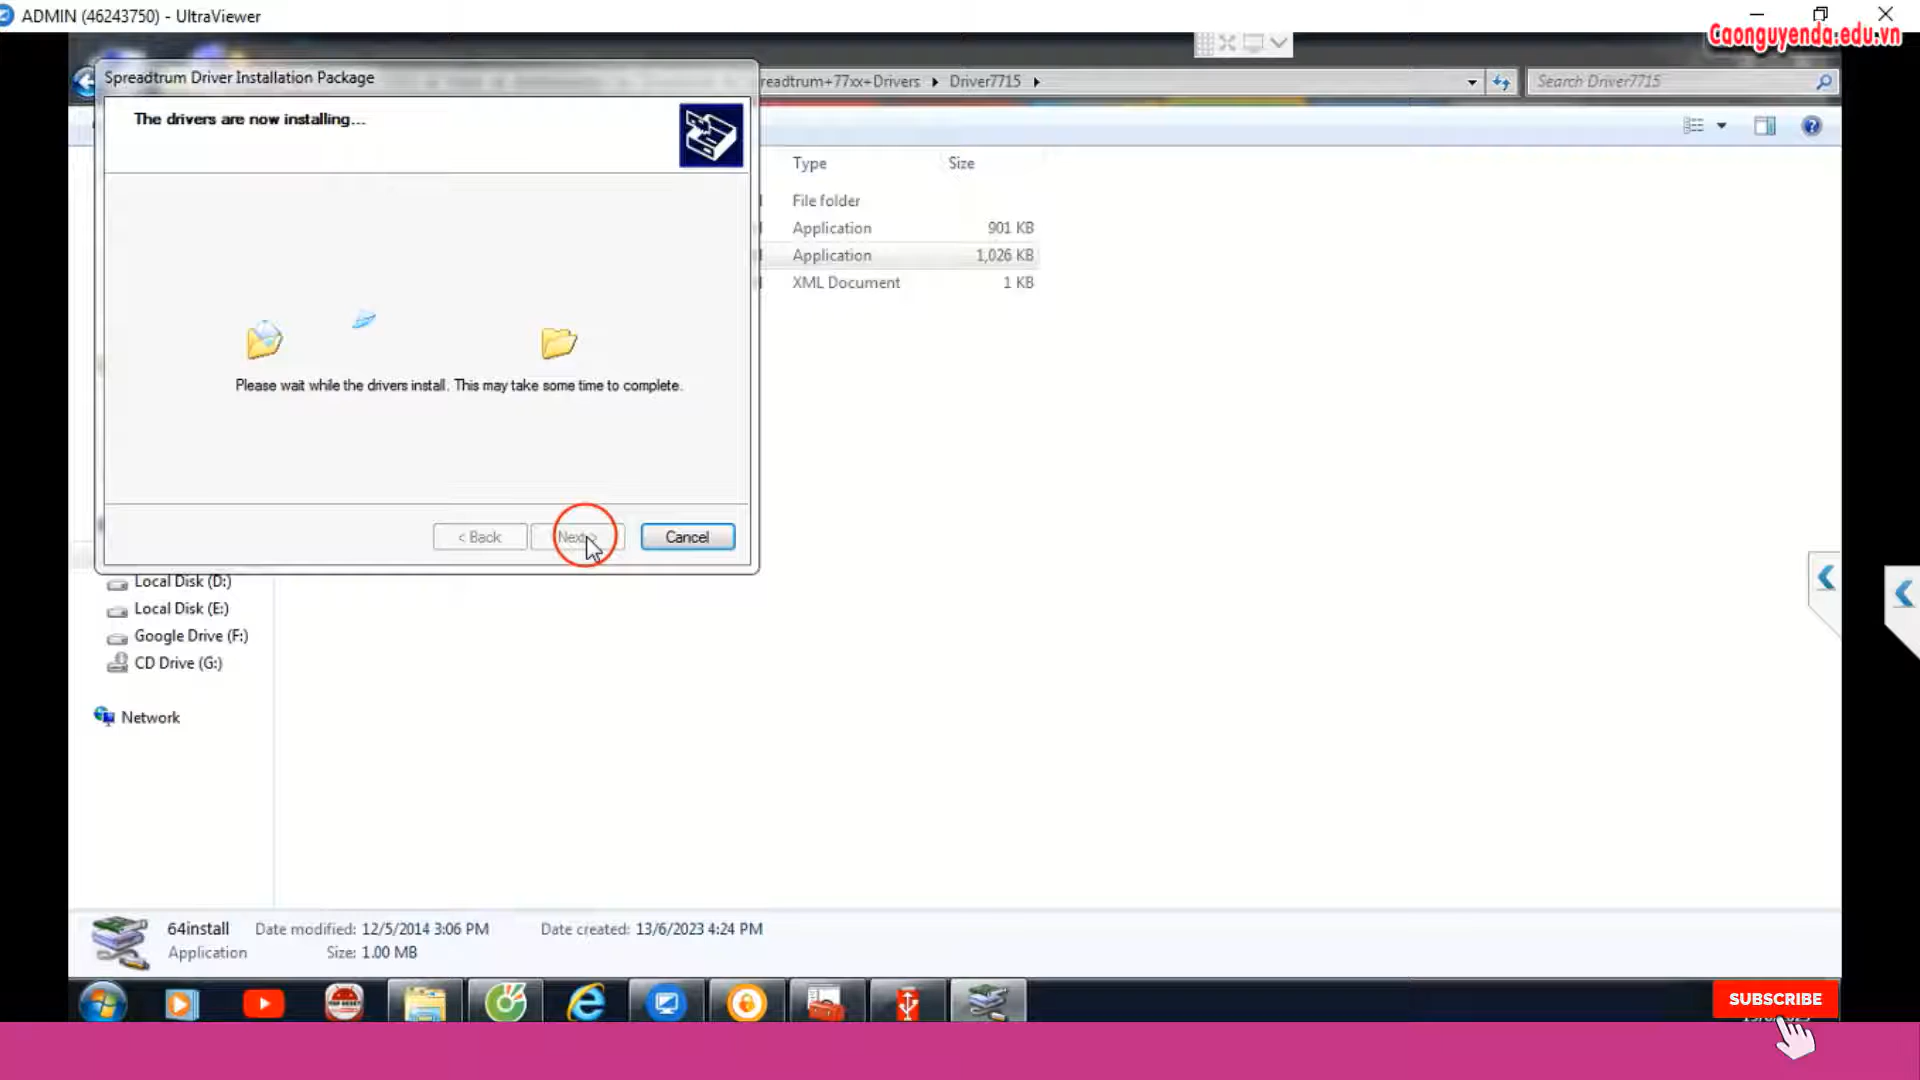 ADMIN (46243750) - UltraViewer
Caonguyenda.edu.vn
Spreadtrum Driver Installation Package
readtrum+77xx+Drivers Driver7715
Search Driver7715
The drivers are now installing...
Type Size
File folder
Application 901 KB
Application 1,026 KB
XML Document 1 KB
Please wait while the drivers install. This may take some time to complete.
< Back Next > Cancel
Local Disk (D:)
Local Disk (E:)
Google Drive (F:)
CD Drive (G:)
Network
64install Date modified: 12/5/2014 3:06 PM Date created: 13/6/2023 4:24 PM
Application Size: 1.00 MB
SUBSCRIBE